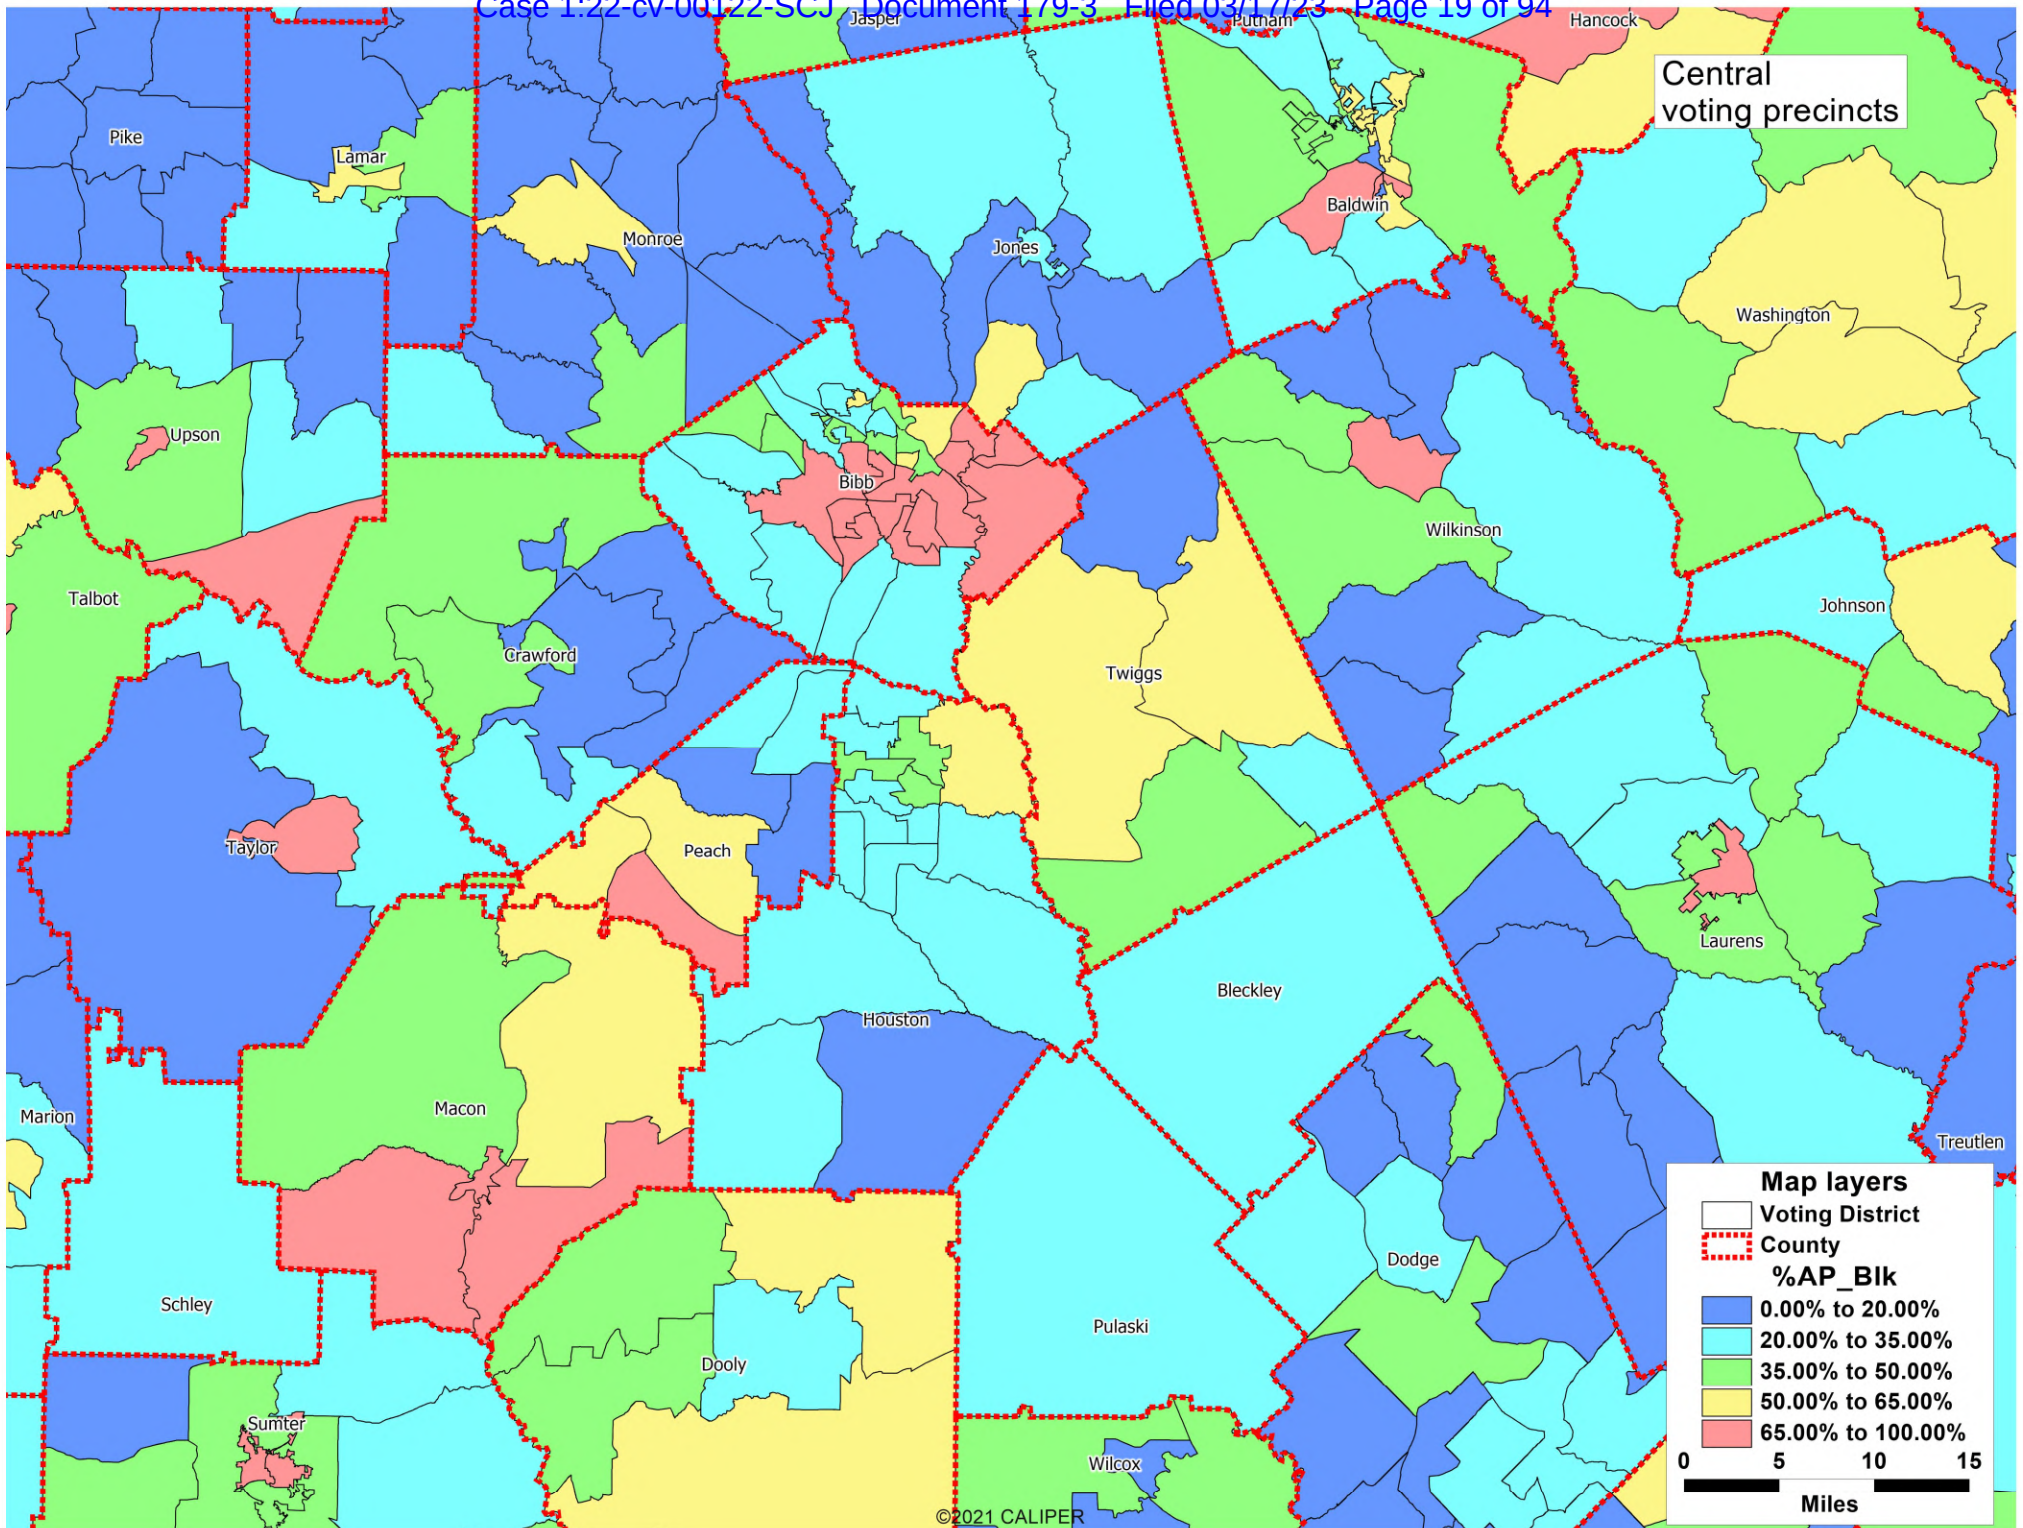 Case 1:22-cv-00122-SCJ Document 179-3 Filed 03/17/23 Page 19 of 94
Jasper
Putnam
Hancock
Central
voting precincts
Pike
Lamar
Monroe
Jones
Baldwin
Washington
Upson
Bibb
Wilkinson
Talbot
Johnson
Crawford
Twiggs
Taylor
Peach
Laurens
Bleckley
Houston
Marion
Macon
Treutlen
Dodge
Schley
Pulaski
Dooly
Sumter
Wilcox
Map layers
Voting District
County
%AP_Blk
0.00% to 20.00%
20.00% to 35.00%
35.00% to 50.00%
50.00% to 65.00%
65.00% to 100.00%
0 5 10 15
Miles
©2021 CALIPER